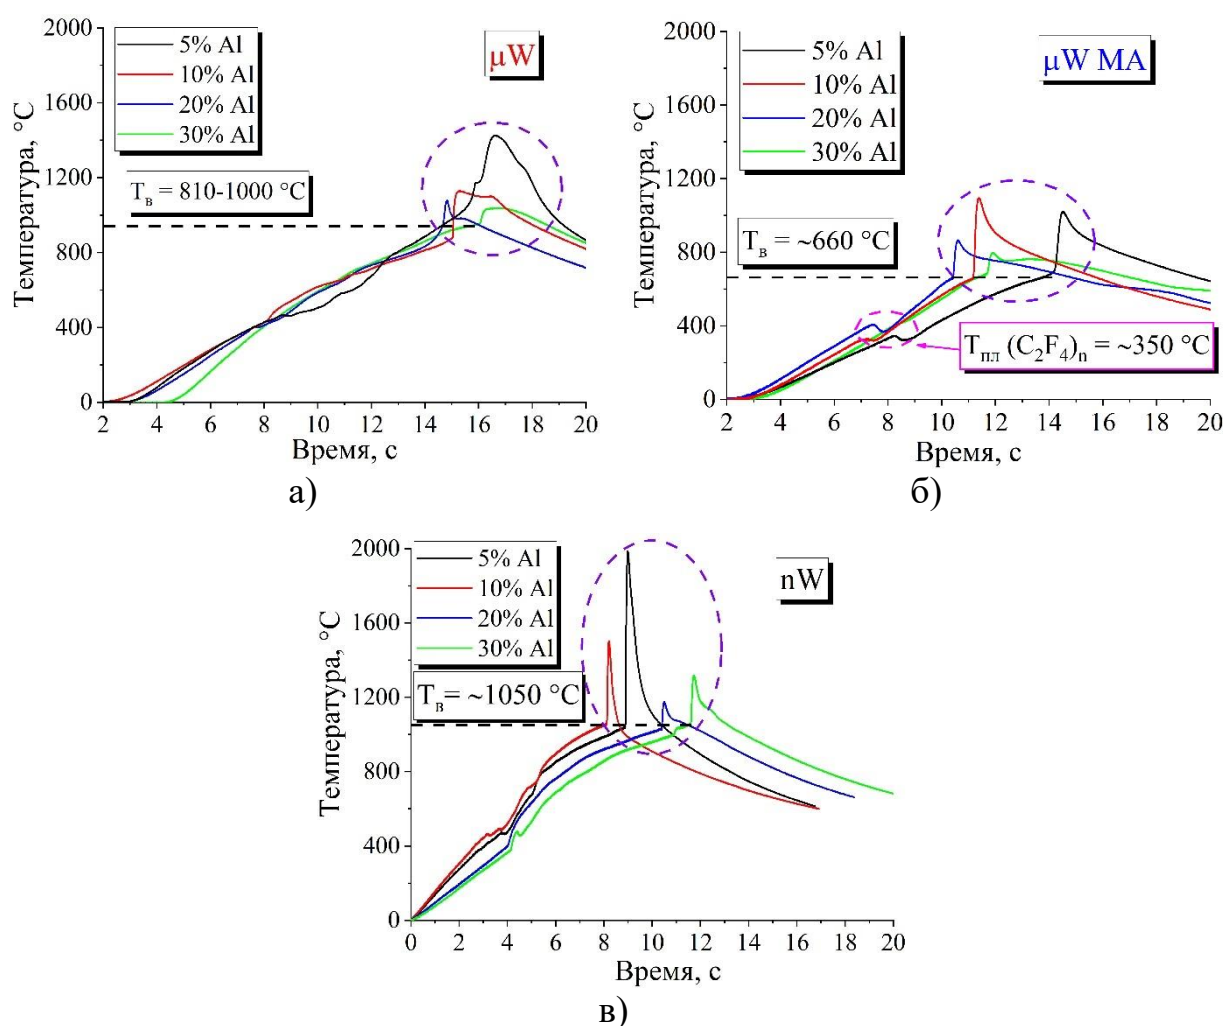 2000
1600
1200
800
400
0
Температура, °C
5% Al
10% Al
20% Al
30% Al
μW
Tв = 810-1000 °C
2 4 6 8 10 12 14 16 18 20
Время, с
а)
2000
1600
1200
800
400
0
Температура, °C
5% Al
10% Al
20% Al
30% Al
μW MA
Tв = ~660 °C
Tпл (C2F4)n = ~350 °C
2 4 6 8 10 12 14 16 18 20
Время, с
б)
2000
1600
1200
800
400
0
Температура, °C
5% Al
10% Al
20% Al
30% Al
nW
Tв= ~1050 °C
0 2 4 6 8 10 12 14 16 18 20
Время, с
в)